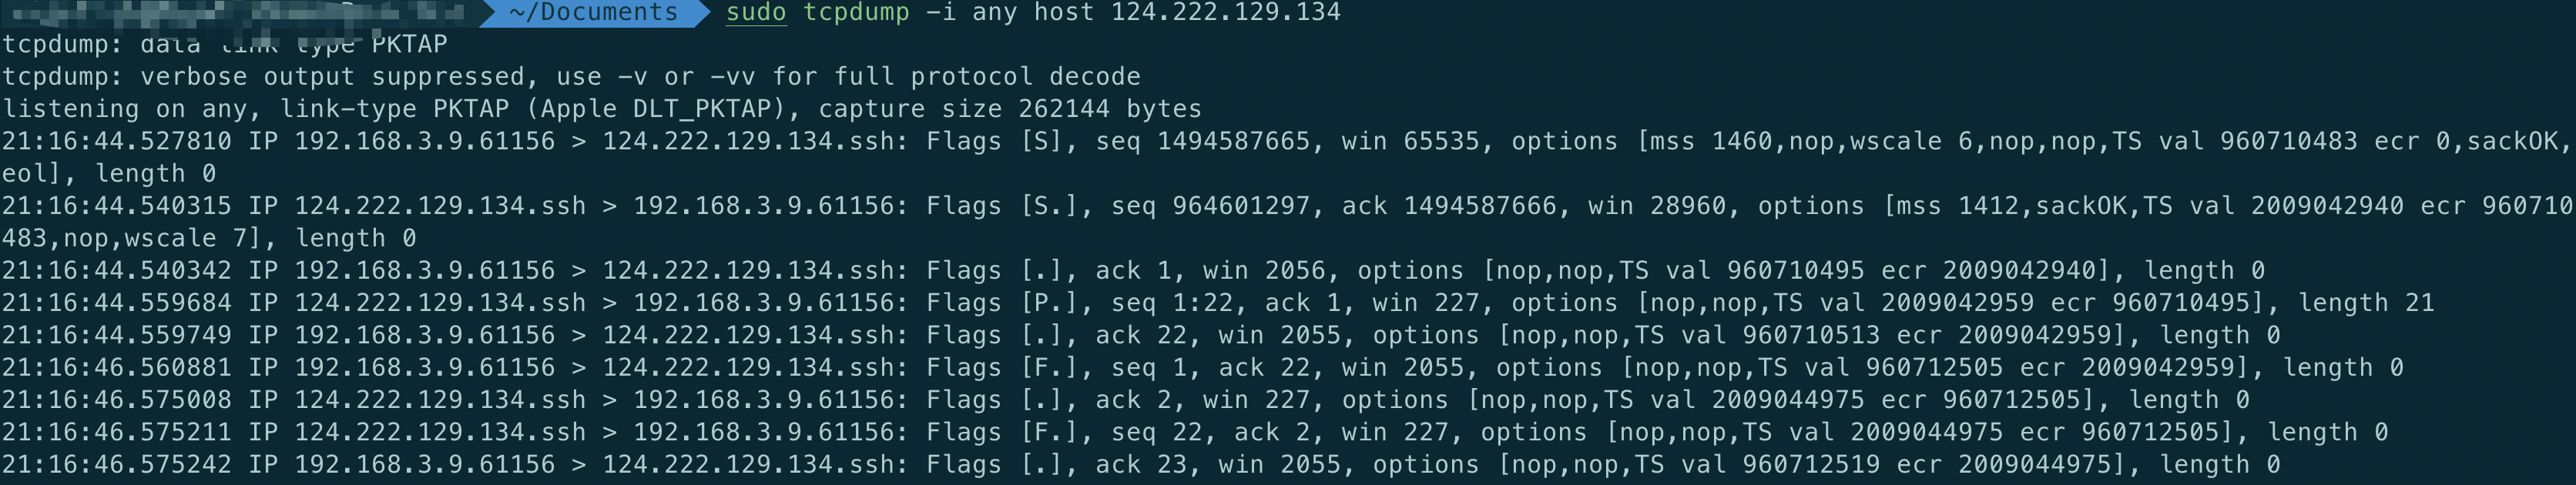 ~/Documents sudo tcpdump -i any host 124.222.129.134
tcpdump: data link type PKTAP
tcpdump: verbose output suppressed, use -v or -vv for full protocol decode
listening on any, link-type PKTAP (Apple DLT_PKTAP), capture size 262144 bytes
21:16:44.527810 IP 192.168.3.9.61156 > 124.222.129.134.ssh: Flags [S], seq 1494587665, win 65535, options [mss 1460,nop,wscale 6,nop,nop,TS val 960710483 ecr 0,sackOK,
eol], length 0
21:16:44.540315 IP 124.222.129.134.ssh > 192.168.3.9.61156: Flags [S.], seq 964601297, ack 1494587666, win 28960, options [mss 1412,sackOK,TS val 2009042940 ecr 960710
483,nop,wscale 7], length 0
21:16:44.540342 IP 192.168.3.9.61156 > 124.222.129.134.ssh: Flags [.], ack 1, win 2056, options [nop,nop,TS val 960710495 ecr 2009042940], length 0
21:16:44.559684 IP 124.222.129.134.ssh > 192.168.3.9.61156: Flags [P.], seq 1:22, ack 1, win 227, options [nop,nop,TS val 2009042959 ecr 960710495], length 21
21:16:44.559749 IP 192.168.3.9.61156 > 124.222.129.134.ssh: Flags [.], ack 22, win 2055, options [nop,nop,TS val 960710513 ecr 2009042959], length 0
21:16:46.560881 IP 192.168.3.9.61156 > 124.222.129.134.ssh: Flags [F.], seq 1, ack 22, win 2055, options [nop,nop,TS val 960712505 ecr 2009042959], length 0
21:16:46.575008 IP 124.222.129.134.ssh > 192.168.3.9.61156: Flags [.], ack 2, win 227, options [nop,nop,TS val 2009044975 ecr 960712505], length 0
21:16:46.575211 IP 124.222.129.134.ssh > 192.168.3.9.61156: Flags [F.], seq 22, ack 2, win 227, options [nop,nop,TS val 2009044975 ecr 960712505], length 0
21:16:46.575242 IP 192.168.3.9.61156 > 124.222.129.134.ssh: Flags [.], ack 23, win 2055, options [nop,nop,TS val 960712519 ecr 2009044975], length 0